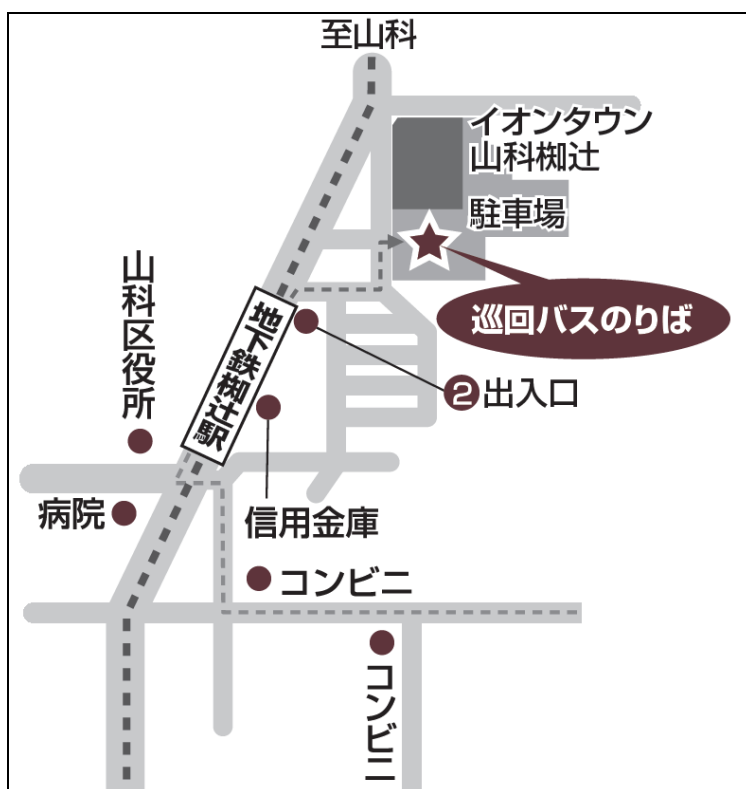 至山科
イオンタウン
山科椥辻
駐車場
巡回バスのりば
山科区役所
地下鉄椥辻駅
❷出入口
病院
信用金庫
コンビニ
コンビニ